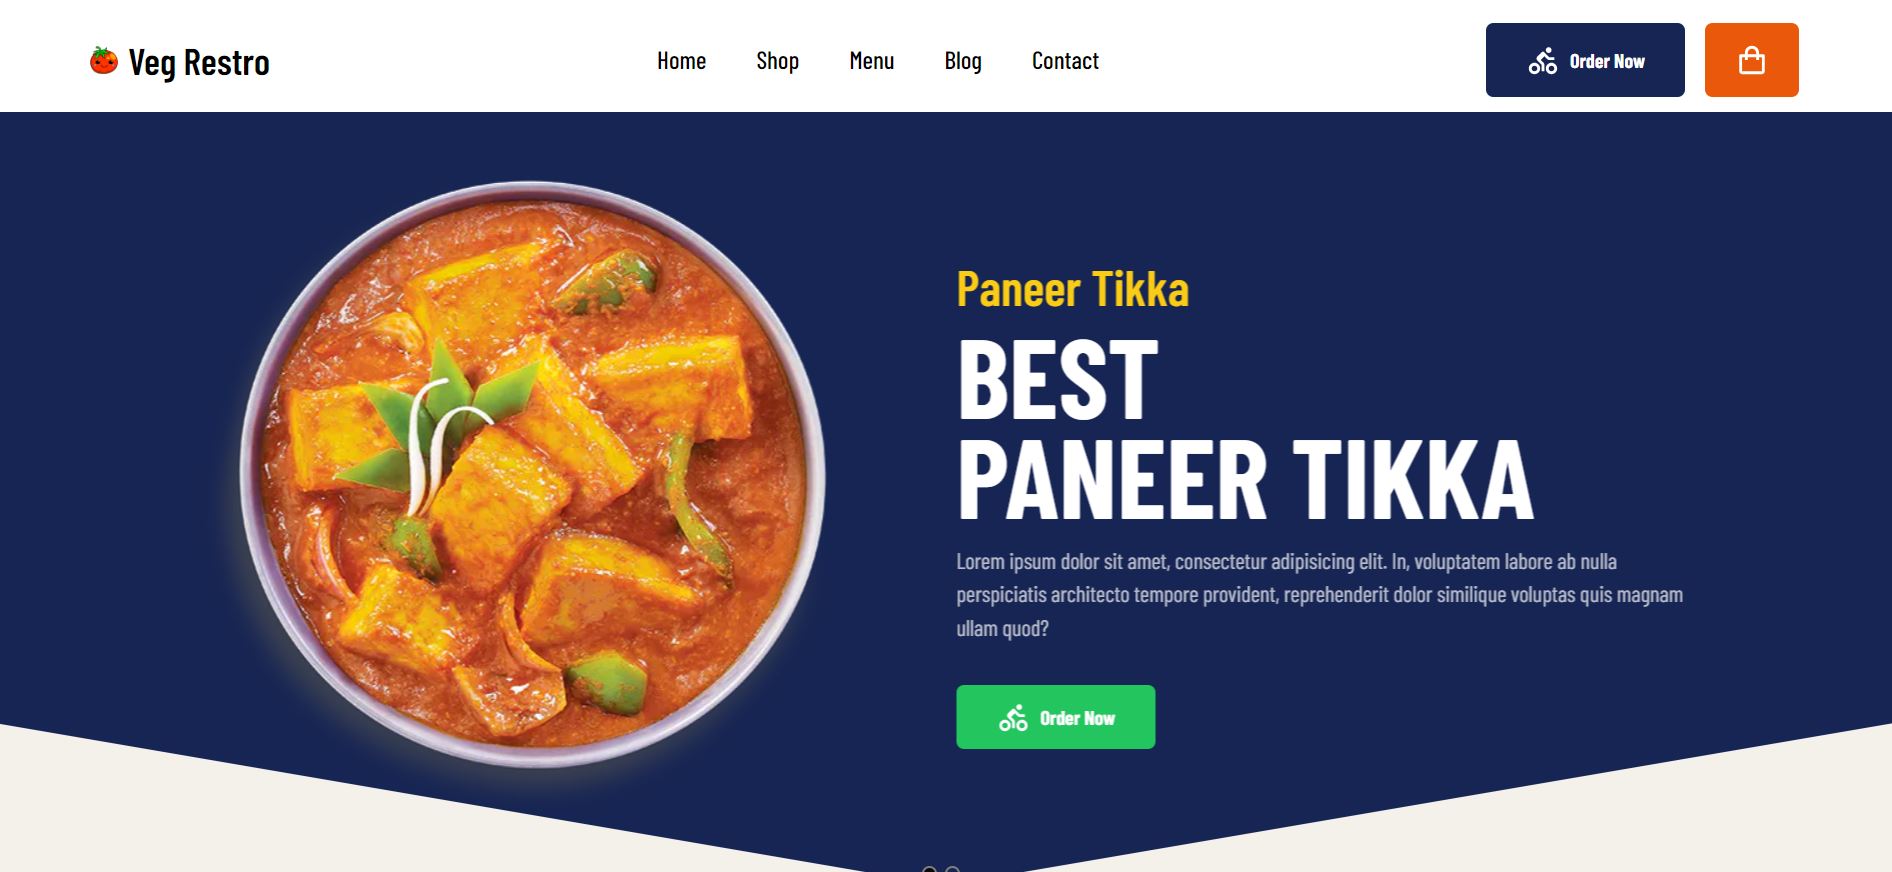 Veg Restro
Home
Shop
Menu
Blog
Contact
Order Now
Paneer Tikka
BEST
PANEER TIKKA
Lorem ipsum dolor sit amet, consectetur adipisicing elit. In, voluptatem labore ab nulla
perspiciatis architecto tempore provident, reprehenderit dolor similique voluptas quis magnam
ullam quod?
Order Now